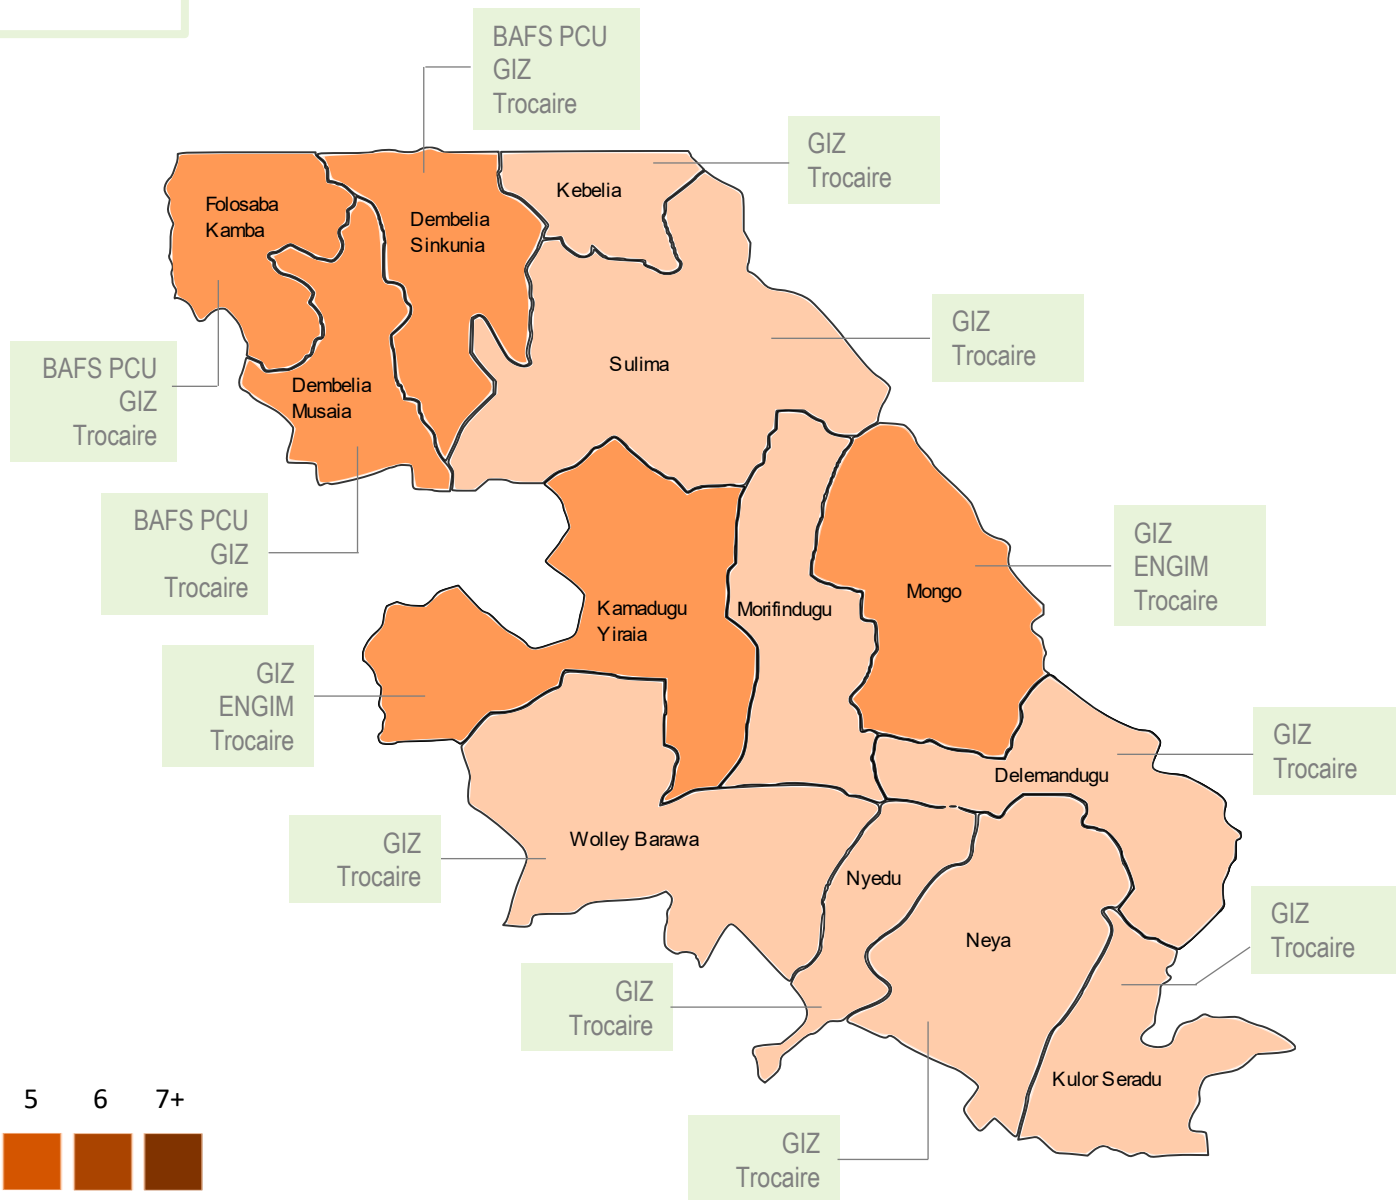 BAFS PCU
GIZ
Trocaire
GIZ
Trocaire
Kebelia
Folosaba
Kamba
Dembelia
Sinkunia
GIZ
Trocaire
BAFS PCU
GIZ
Trocaire
Sulima
Dembelia
Musaia
BAFS PCU
GIZ
Trocaire
GIZ
ENGIM
Trocaire
Mongo
Kamadugu
Yiraia
Morifindugu
GIZ
ENGIM
Trocaire
GIZ
Trocaire
Delemandugu
GIZ
Trocaire
Wolley Barawa
Nyedu
Neya
GIZ
Trocaire
GIZ
Trocaire
Kulor Seradu
GIZ
Trocaire
5 6 7+